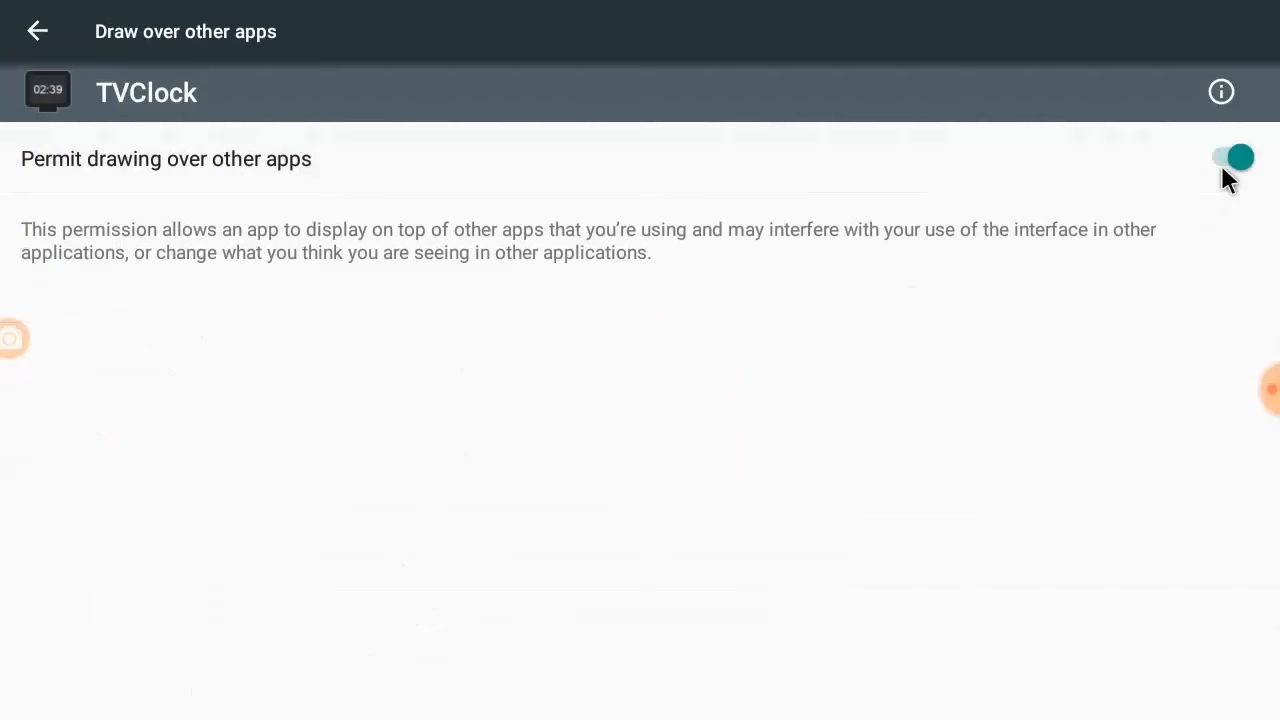 Draw over other apps
02:39
TVClock
Permit drawing over other apps
This permission allows an app to display on top of other apps that you’re using and may interfere with your use of the interface in other
applications, or change what you think you are seeing in other applications.